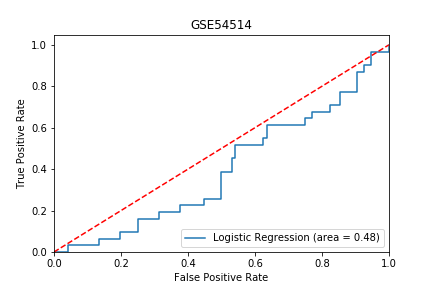 GSE54514
1.0
0.8
0.6
0.4
0.2
0.0
True Positive Rate
Logistic Regression (area = 0.48)
0.0 0.2 0.4 0.6 0.8 1.0
False Positive Rate